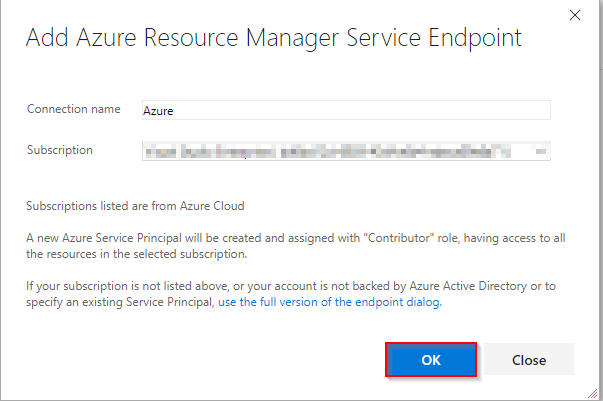 Add Azure Resource Manager Service Endpoint
Connection name
Azure
Subscription
Subscriptions listed are from Azure Cloud
A new Azure Service Principal will be created and assigned with "Contributor" role, having access to all
the resources in the selected subscription.
If your subscription is not listed above, or your account is not backed by Azure Active Directory or to
specify an existing Service Principal, use the full version of the endpoint dialog.
OK
Close